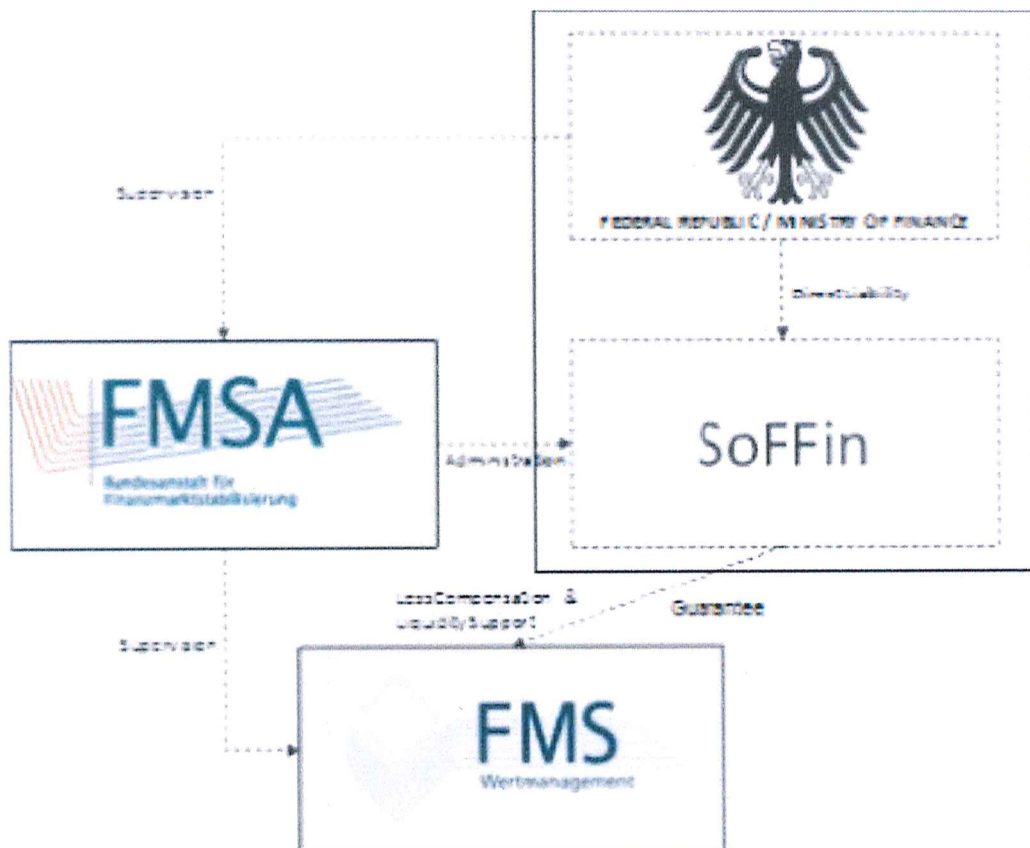 FEDERAL REPUBLIC / MINISTRY OF FINANCE
Supervision
Direct Liability
FMSA
Bundesanstalt für
Finanzmarktstabilisierung
Administration
SoFFin
Loss Compensation &
Liquidity Support
Guarantee
Supervision
FMS
Wertmanagement